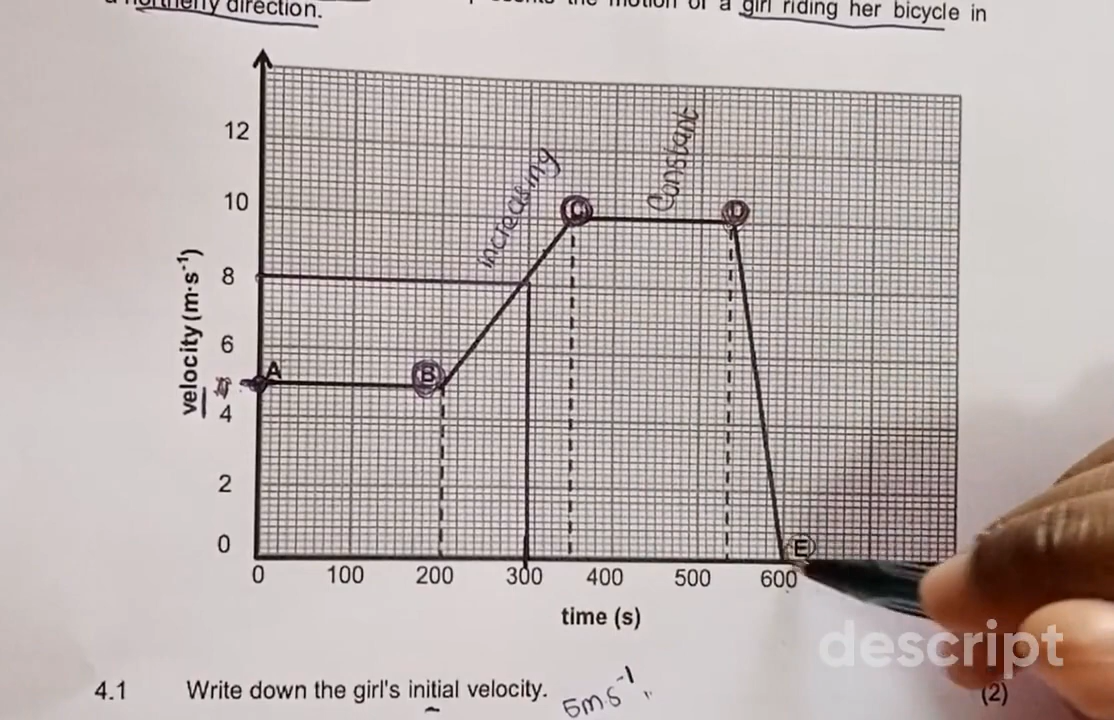 the motion of a girl riding her bicycle in
a northerly direction.
12
10
8
6
4
2
0
velocity (m·s-1)
A
B
C
D
E
increasing
Constant
0 100 200 300 400 500 600
time (s)
descript
4.1 Write down the girl's initial velocity. 5m·s-1 (2)